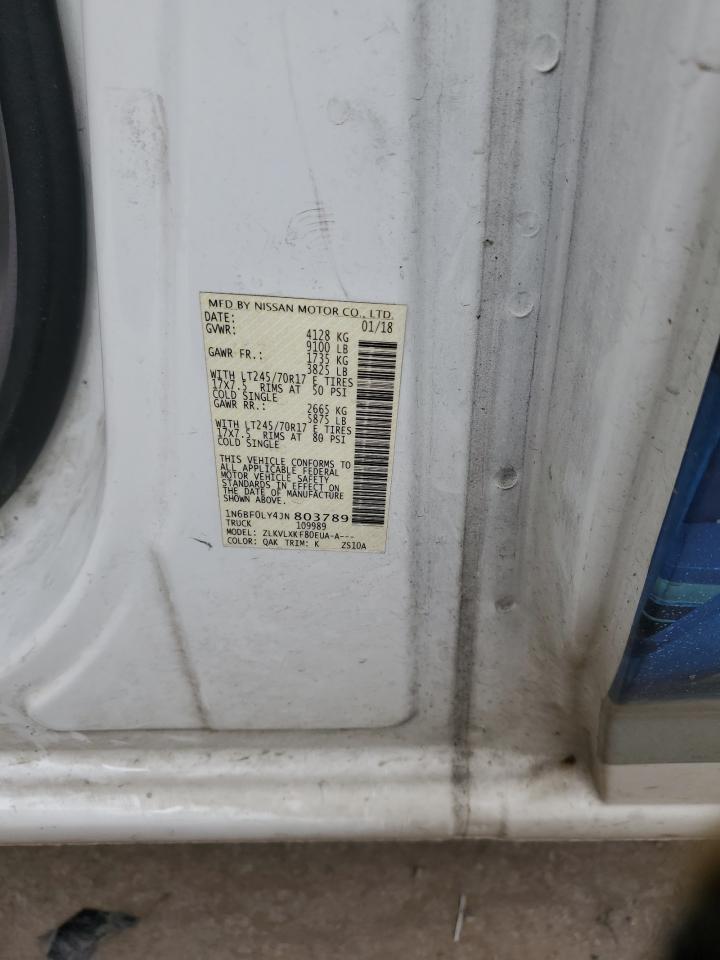 MFD BY NISSAN MOTOR CO., LTD.
DATE: 01/18
GVWR: 4128 KG
9100 LB
GAWR FR.: 1735 KG
3825 LB
WITH LT245/70R17 E TIRES
17X7.5 RIMS AT 50 PSI
COLD SINGLE
GAWR RR.: 2665 KG
5875 LB
WITH LT245/70R17 E TIRES
17X7.5 RIMS AT 80 PSI
COLD SINGLE
THIS VEHICLE CONFORMS TO
ALL APPLICABLE FEDERAL
MOTOR VEHICLE SAFETY
STANDARDS IN EFFECT ON
THE DATE OF MANUFACTURE
SHOWN ABOVE.
1N6BF0LY4JN803789
TRUCK 109989
MODEL: ZLKVLXKF80EUA-A---
COLOR: QAK TRIM: K ZS10A